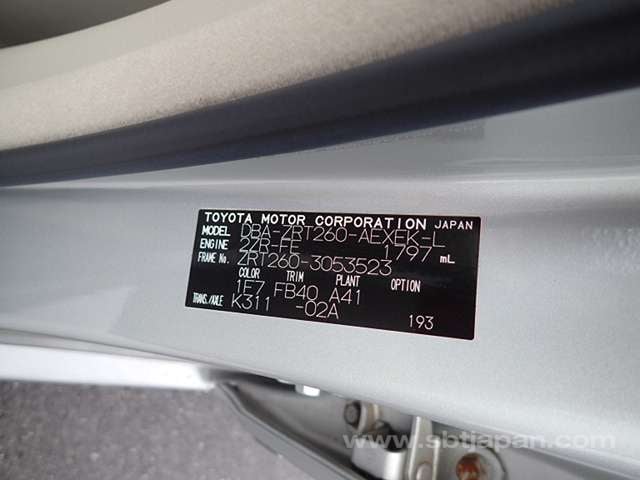 TOYOTA MOTOR CORPORATION JAPAN
MODEL DBA-ZRT260-AEXEK-L
ENGINE 2ZR-FE 1797 mL
FRAME No. ZRT260-3053523
COLOR TRIM PLANT OPTION
1F7 FB40 A41
TRANS./AXLE K311 -02A
193
www.sbtjapan.com